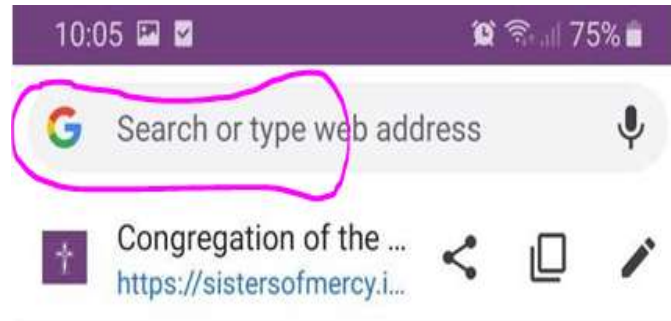 10:05 75%
Search or type web address
Congregation of the ...
https://sistersofmercy.i...